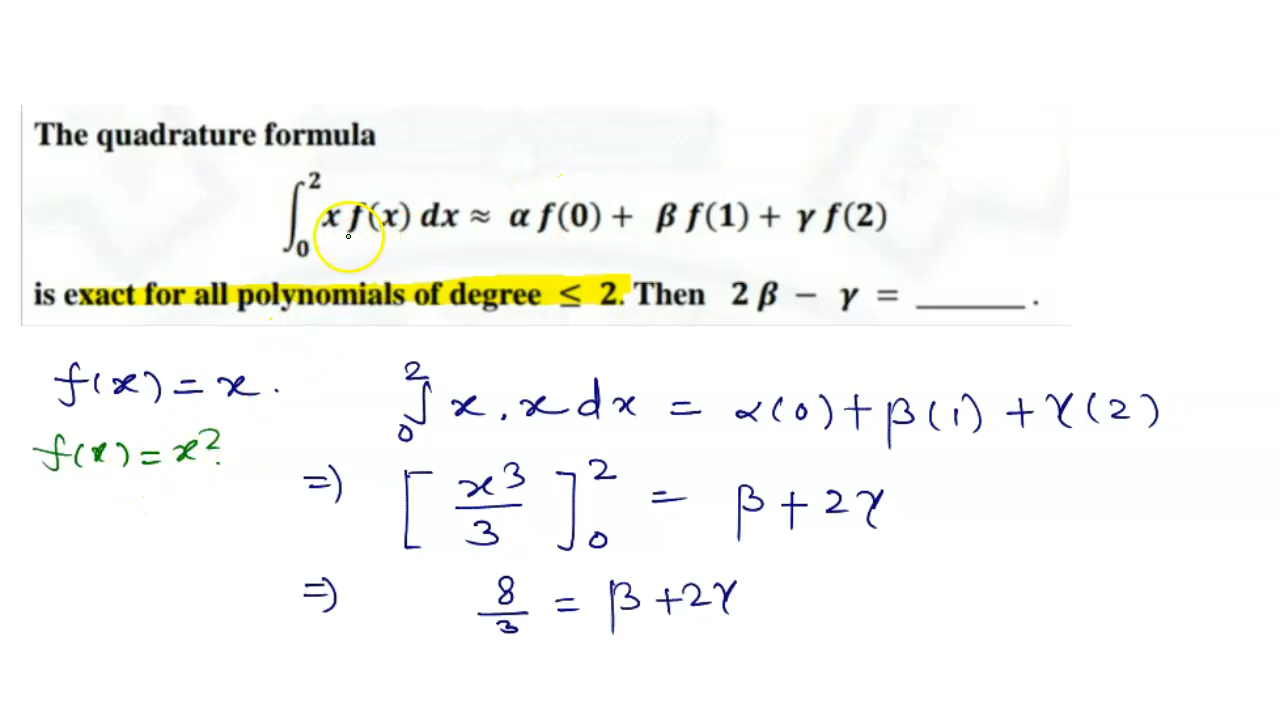 The quadrature formula
∫₀² x f(x) dx ≈ α f(0) + β f(1) + γ f(2)
is exact for all polynomials of degree ≤ 2. Then 2 β − γ = ______ .
f(x) = x .
∫₀² x . x dx = α(0) + β(1) + γ(2)
f(x) = x².
⇒ [ x³/3 ]₀² = β + 2γ
⇒ 8/3 = β + 2γ